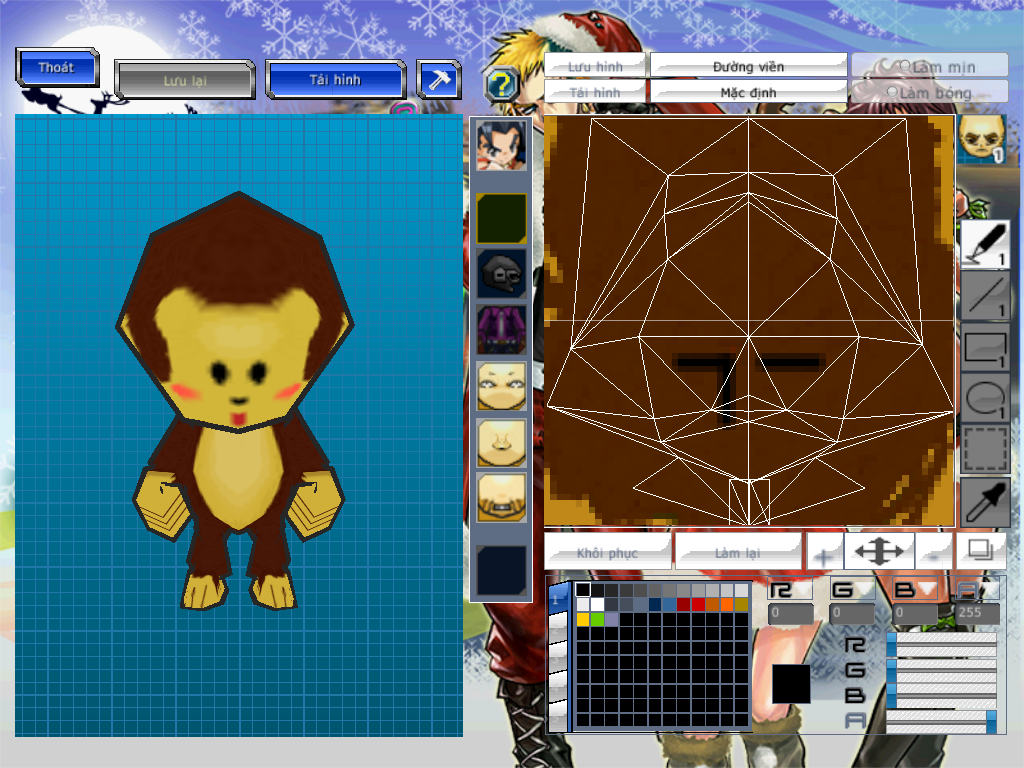 Thoát
Lưu lại
Tải hình
?
Lưu hình
Đường viền
Làm mịn
Tải hình
Mặc định
Làm bóng
1
1
1
1
1
Khôi phục
Làm lại
1
R
G
B
A
0
0
0
255
R
G
B
A